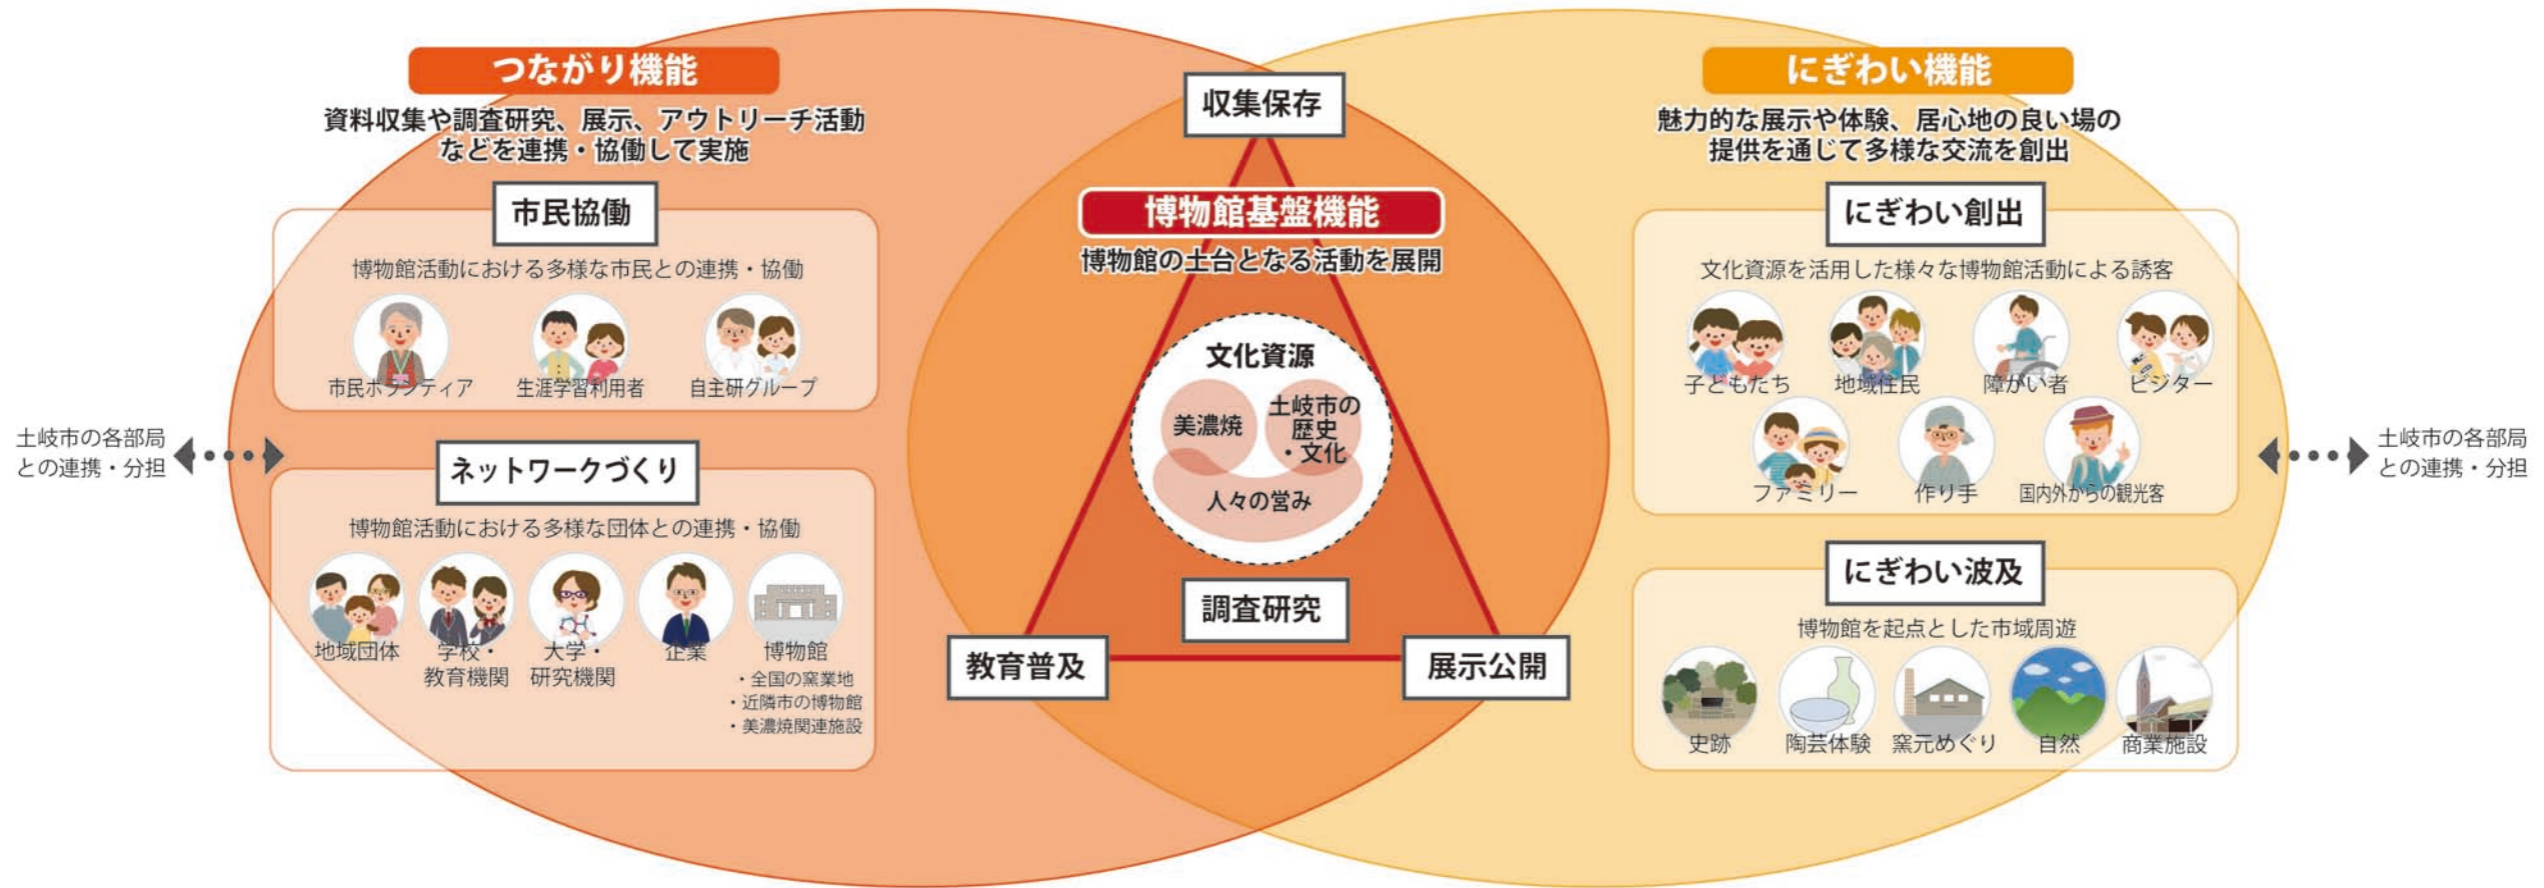 つながり機能
資料収集や調査研究、展示、アウトリーチ活動
などを連携・協働して実施
市民協働
博物館活動における多様な市民との連携・協働
市民ボランティア
生涯学習利用者
自主研グループ
ネットワークづくり
博物館活動における多様な団体との連携・協働
地域団体
学校・
教育機関
大学・
研究機関
企業
博物館
・全国の窯業地
・近隣市の博物館
・美濃焼関連施設
土岐市の各部局
との連携・分担
収集保存
博物館基盤機能
博物館の土台となる活動を展開
文化資源
美濃焼
土岐市の
歴史
・文化
人々の営み
調査研究
教育普及
展示公開
にぎわい機能
魅力的な展示や体験、居心地の良い場の
提供を通じて多様な交流を創出
にぎわい創出
文化資源を活用した様々な博物館活動による誘客
子どもたち
地域住民
障がい者
ビジター
ファミリー
作り手
国内外からの観光客
にぎわい波及
博物館を起点とした市域周遊
史跡
陶芸体験
窯元めぐり
自然
商業施設
土岐市の各部局
との連携・分担